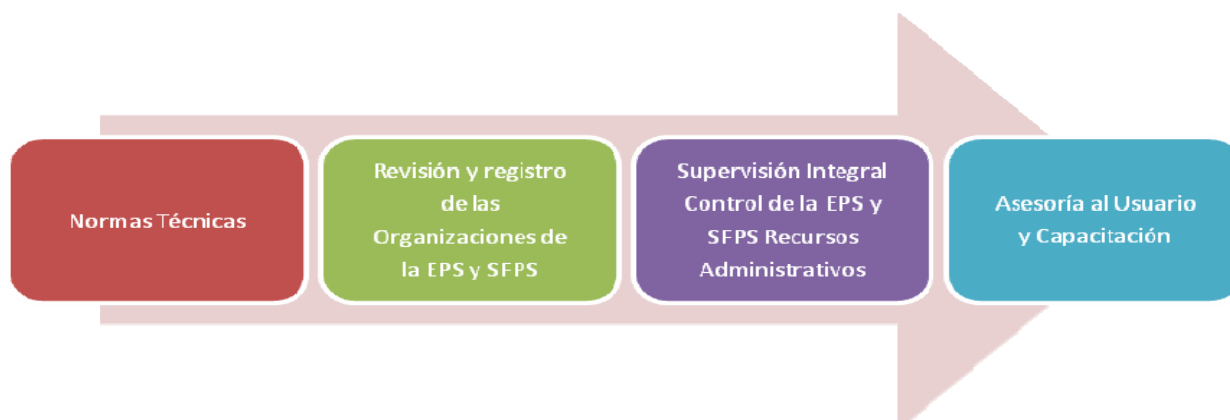 Normas Técnicas
Revisión y registro
de las
Organizaciones de
la EPS y SFPS
Supervisión Integral
Control de la EPS y
SFPS Recursos
Administrativos
Asesoría al Usuario
y Capacitación